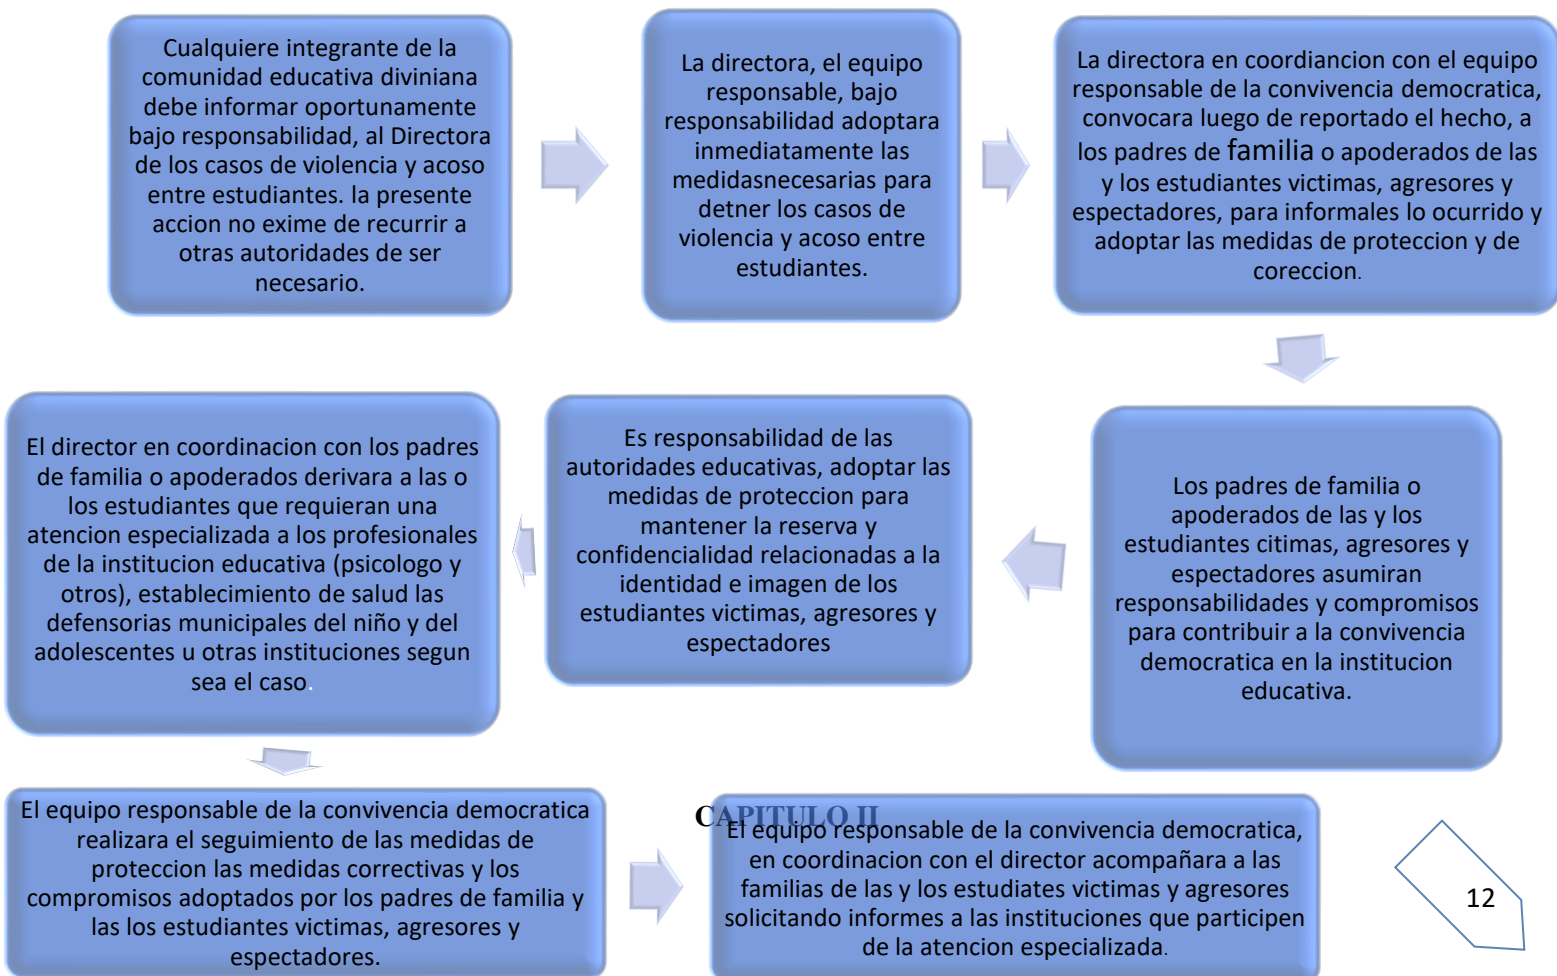 Cualquiere integrante de la
comunidad educativa diviniana
debe informar oportunamente
bajo responsabilidad, al Directora
de los casos de violencia y acoso
entre estudiantes. la presente
accion no exime de recurrir a
otras autoridades de ser
necesario.
La directora, el equipo
responsable, bajo
responsabilidad adoptara
inmediatamente las
medidasnecesarias para
detner los casos de
violencia y acoso entre
estudiantes.
La directora en coordiancion con el equipo
responsable de la convivencia democratica,
convocara luego de reportado el hecho, a
los padres de familia o apoderados de las
y los estudiantes victimas, agresores y
espectadores, para informales lo ocurrido y
adoptar las medidas de proteccion y de
coreccion.
Los padres de familia o
apoderados de las y los
estudiantes citimas, agresores y
espectadores asumiran
responsabilidades y compromisos
para contribuir a la convivencia
democratica en la institucion
educativa.
Es responsabilidad de las
autoridades educativas, adoptar las
medidas de proteccion para
mantener la reserva y
confidencialidad relacionadas a la
identidad e imagen de los
estudiantes victimas, agresores y
espectadores
El director en coordinacion con los padres
de familia o apoderados derivara a las o
los estudiantes que requieran una
atencion especializada a los profesionales
de la institucion educativa (psicologo y
otros), establecimiento de salud las
defensorias municipales del niño y del
adolescentes u otras instituciones segun
sea el caso.
El equipo responsable de la convivencia democratica
realizara el seguimiento de las medidas de
proteccion las medidas correctivas y los
compromisos adoptados por los padres de familia y
las los estudiantes victimas, agresores y
espectadores.
CAPITULO II
El equipo responsable de la convivencia democratica,
en coordinacion con el director acompañara a las
familias de las y los estudiates victimas y agresores
solicitando informes a las instituciones que participen
de la atencion especializada.
12